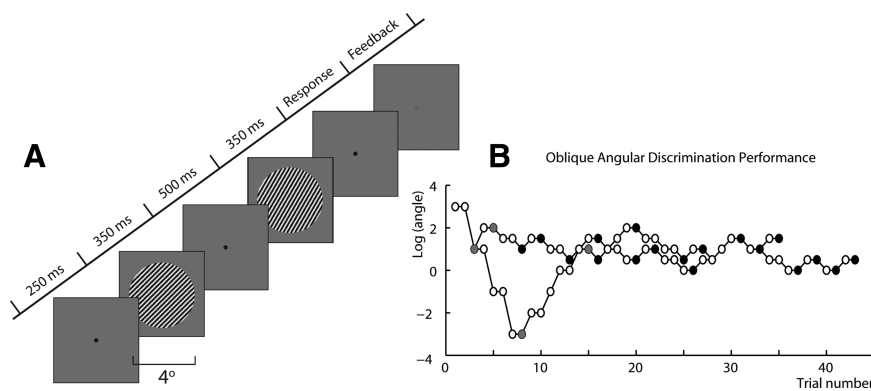 A
250 ms
350 ms
500 ms
350 ms
Response
Feedback
4º
B
Oblique Angular Discrimination Performance
Log (angle)
4
2
0
−2
−4
0 10 20 30 40
Trial number